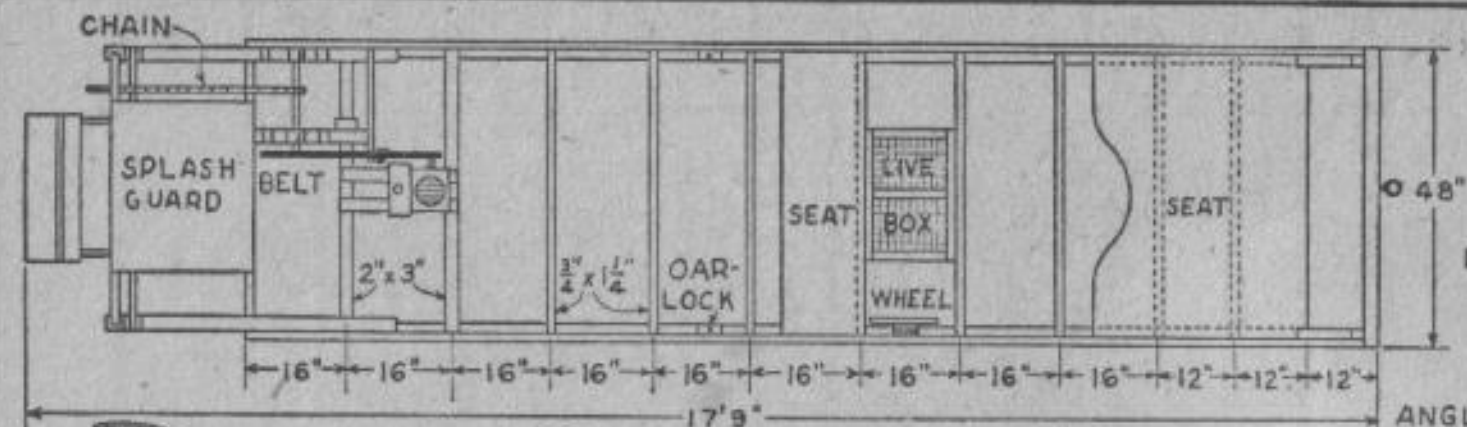 CHAIN
SPLASH
GUARD
BELT
2" x 3"
3/4" x 1 1/4"
OAR-
LOCK
SEAT
LIVE
BOX
WHEEL
SEAT
48"
16" 16" 16" 16" 16" 16" 16" 16" 16" 12" 12" 12"
17'9"
ANGL